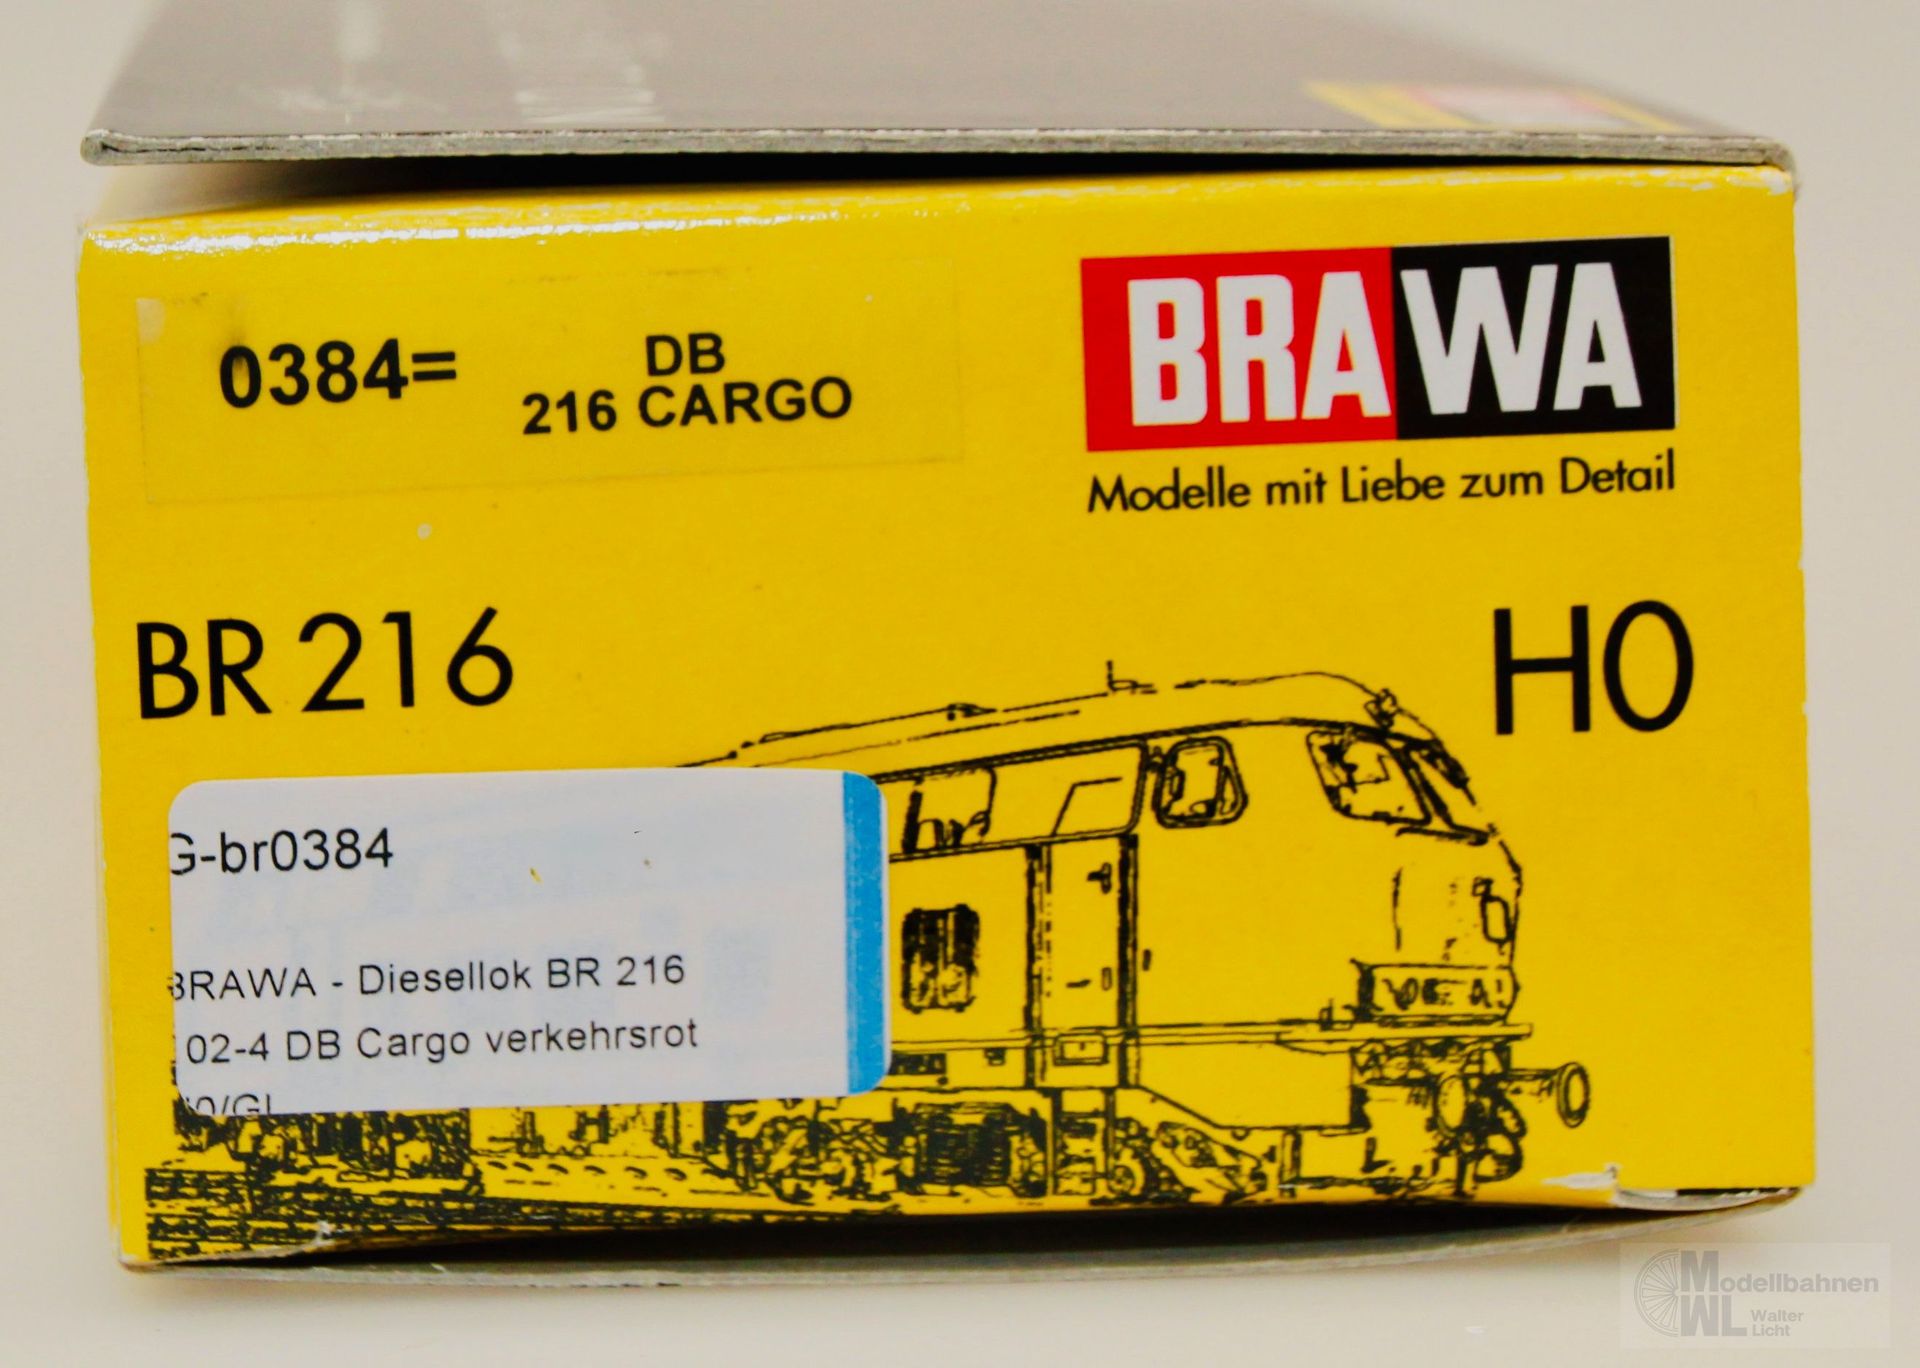 0384=
DB
216 CARGO
BRAWA
Modelle mit Liebe zum Detail
BR 216
H0
G-br0384
BRAWA - Diesellok BR 216
02-4 DB Cargo verkehrsrot
Modellbahnen
WL Walter
Licht